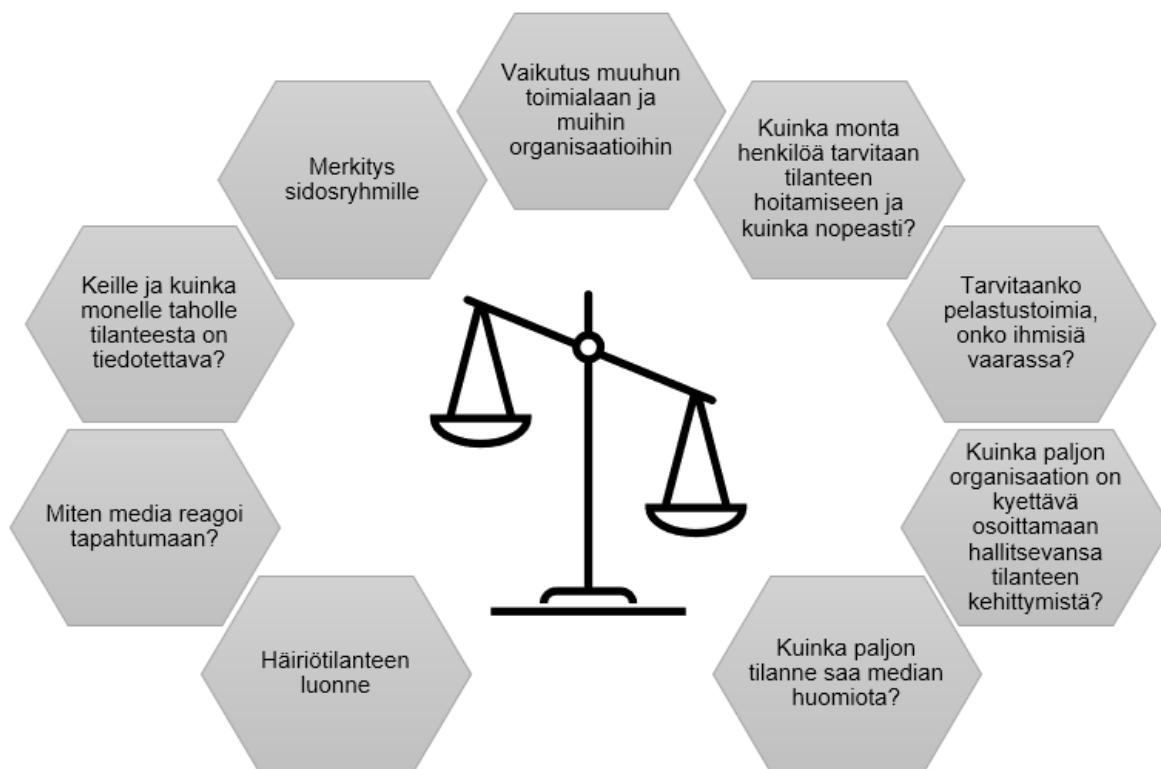 Vaikutus muuhun
toimialaan ja
muihin
organisaatioihin
Kuinka monta
henkilöä tarvitaan
tilanteen
hoitamiseen ja
kuinka nopeasti?
Merkitys
sidosryhmille
Keille ja kuinka
monelle taholle
tilanteesta on
tiedotettava?
Tarvitaanko
pelastustoimia,
onko ihmisiä
vaarassa?
Miten media reagoi
tapahtumaan?
Kuinka paljon
organisaation on
kyettävä
osoittamaan
hallitsevansa
tilanteen
kehittymistä?
Häiriötilanteen
luonne
Kuinka paljon
tilanne saa median
huomiota?